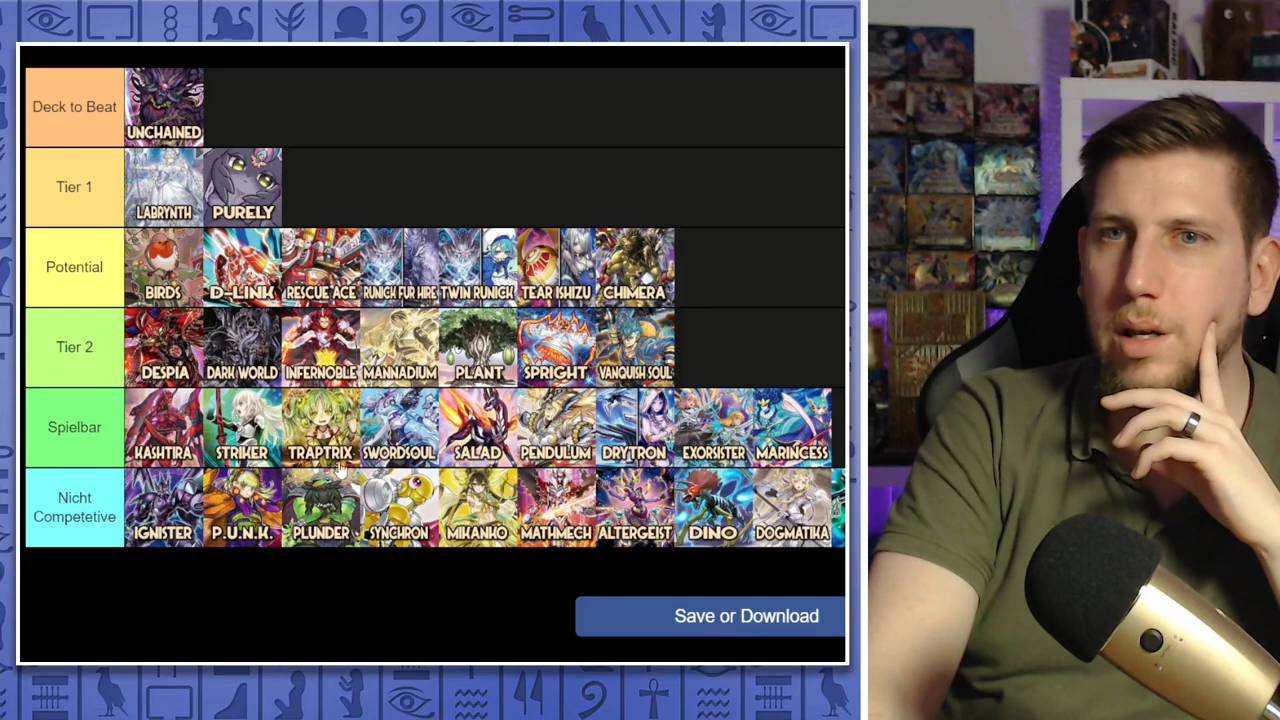 Deck to Beat
UNCHAINED
Tier 1
LABRYNTH
PURELY
Potential
BIRDS
D-LINK
RESCUE ACE
RUNICK FUR HIRE
TWIN RUNICK
TEAR ISHIZU
CHIMERA
Tier 2
DESPIA
DARK WORLD
INFERNOBLE
MANNADIUM
PLANT
SPRIGHT
VANQUISH SOUL
Spielbar
KASHTIRA
STRIKER
TRAPTRIX
SWORDSOUL
SALAD
PENDULUM
DRYTRON
EXORSISTER
MARINCESS
Nicht
Competetive
IGNISTER
P.U.N.K.
PLUNDER
SYNCHRON
MIKANKO
MATHMECH
ALTERGEIST
DINO
DOGMATIKA
Save or Download